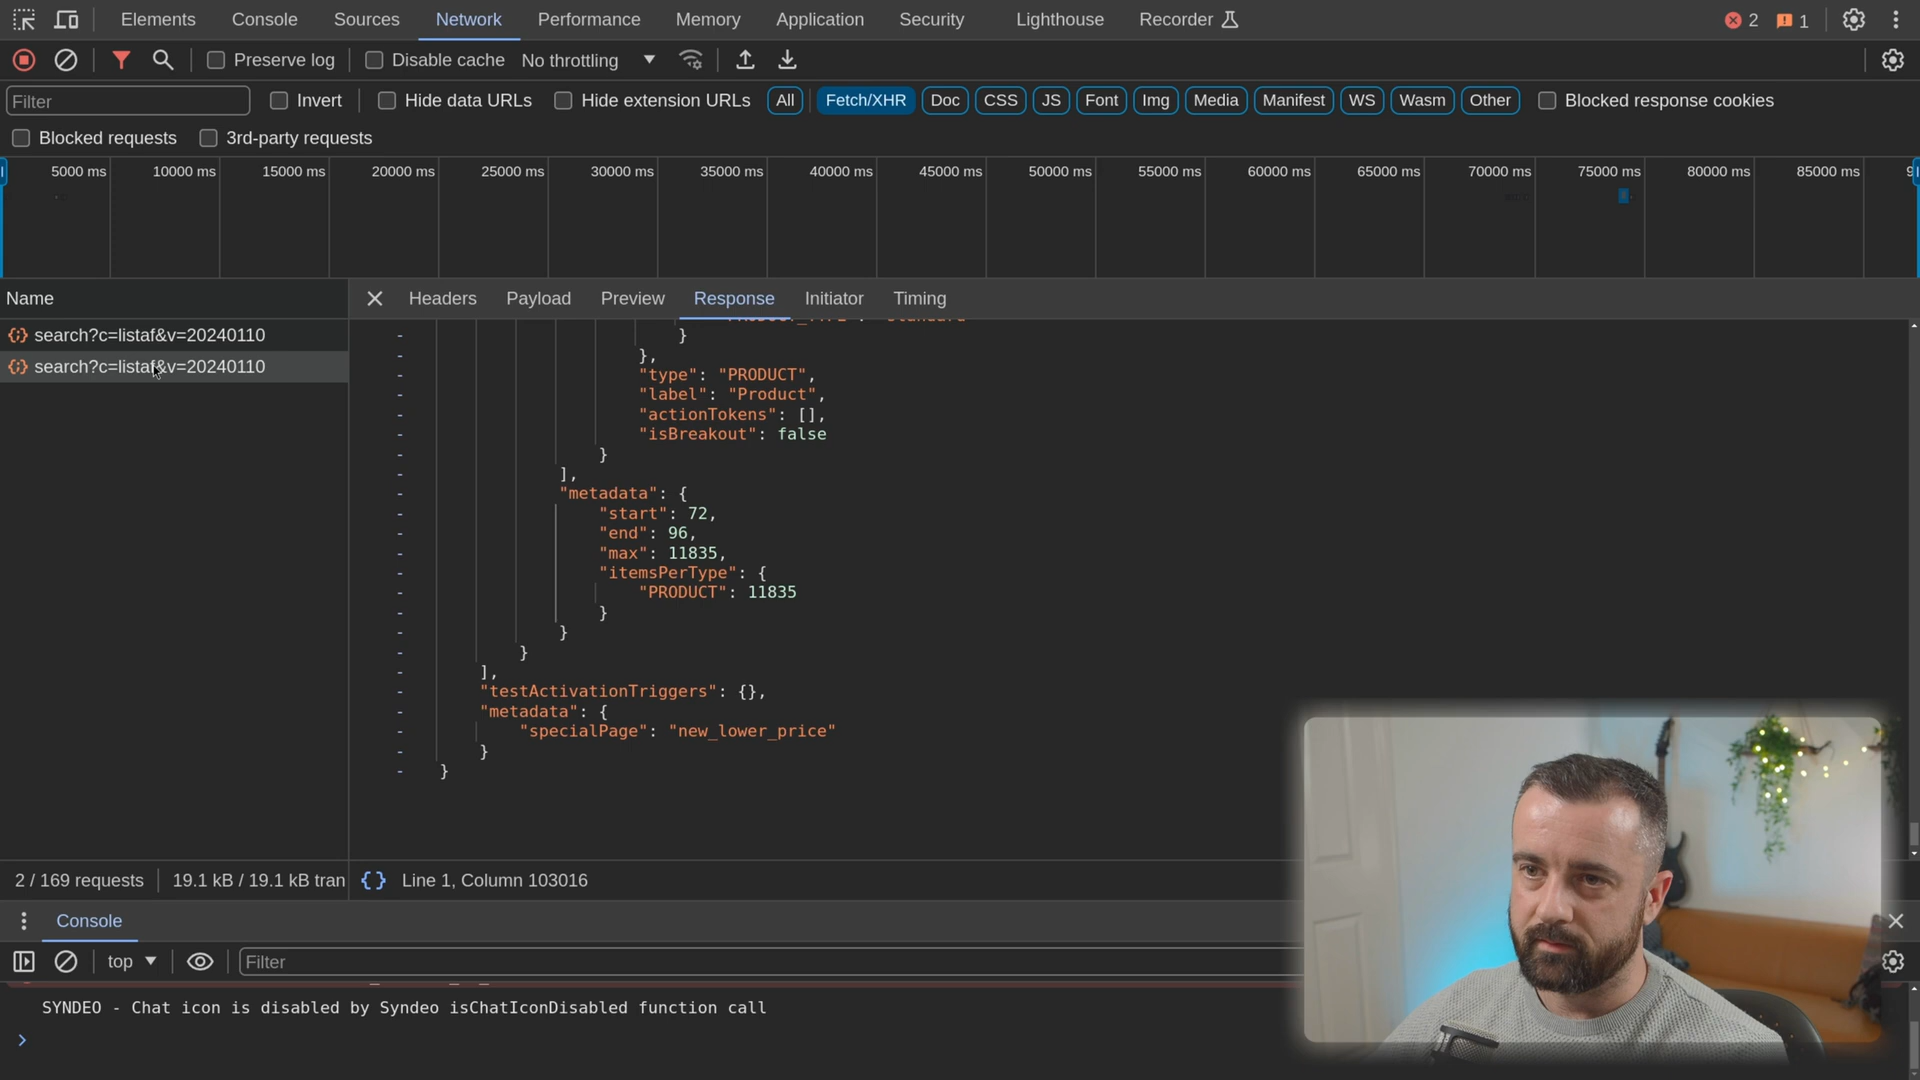 Elements Console Sources Network Performance Memory Application Security Lighthouse Recorder 2 1
Preserve log Disable cache No throttling
Filter Invert Hide data URLs Hide extension URLs All Fetch/XHR Doc CSS JS Font Img Media Manifest WS Wasm Other Blocked response cookies
Blocked requests 3rd-party requests
5000 ms 10000 ms 15000 ms 20000 ms 25000 ms 30000 ms 35000 ms 40000 ms 45000 ms 50000 ms 55000 ms 60000 ms 65000 ms 70000 ms 75000 ms 80000 ms 85000 ms
Name Headers Payload Preview Response Initiator Timing
search?c=listaf&v=20240110
search?c=listaf&v=20240110
- }
- },
- "type": "PRODUCT",
- "label": "Product",
- "actionTokens": [],
- "isBreakout": false
- }
- ],
- "metadata": {
- "start": 72,
- "end": 96,
- "max": 11835,
- "itemsPerType": {
- "PRODUCT": 11835
- }
- }
- }
- ],
- "testActivationTriggers": {},
- "metadata": {
- "specialPage": "new_lower_price"
- }
- }
2 / 169 requests 19.1 kB / 19.1 kB tran {} Line 1, Column 103016
Console
top Filter
SYNDEO - Chat icon is disabled by Syndeo isChatIconDisabled function call